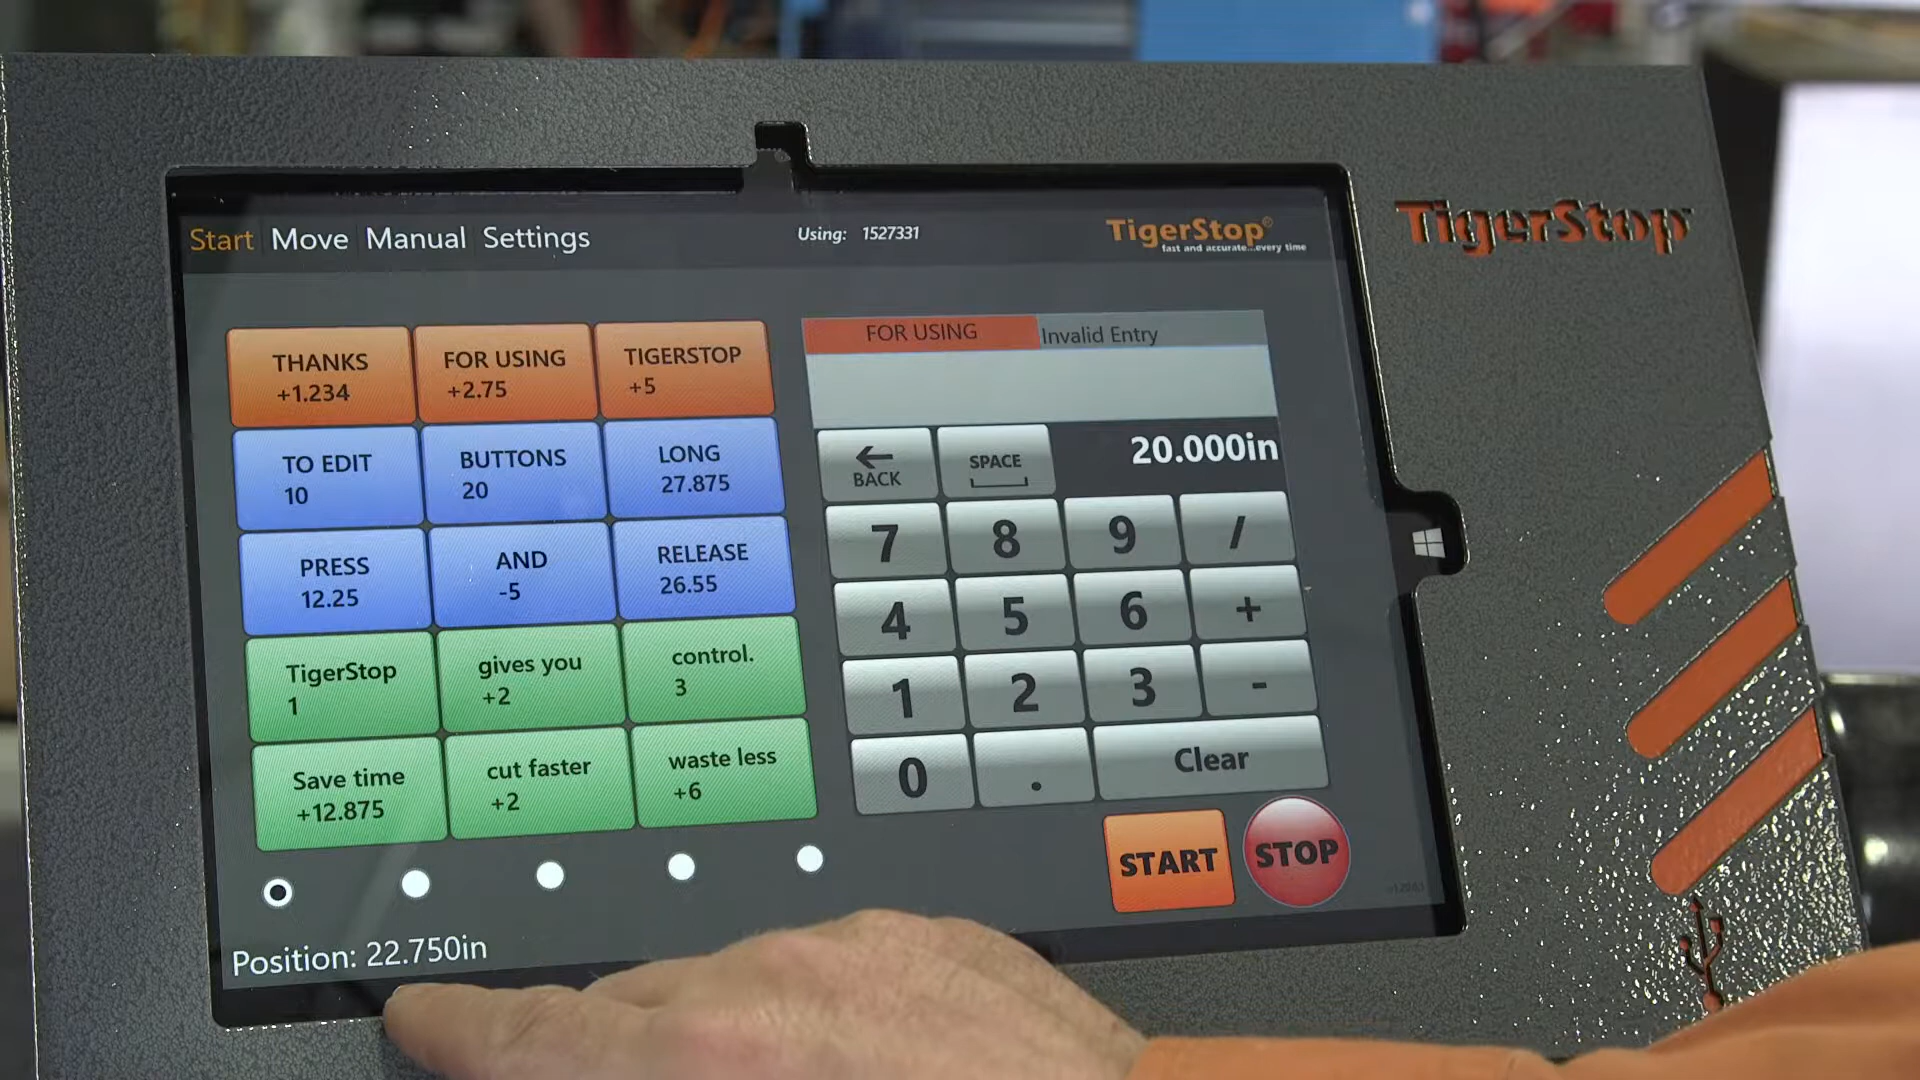 Start Move Manual Settings
Using: 1527331
TigerStop®
fast and accurate...every time
TigerStop
THANKS
+1.234
FOR USING
+2.75
TIGERSTOP
+5
TO EDIT
10
BUTTONS
20
LONG
27.875
PRESS
12.25
AND
-5
RELEASE
26.55
TigerStop
1
gives you
+2
control.
3
Save time
+12.875
cut faster
+2
waste less
+6
Position: 22.750in
FOR USING
Invalid Entry
BACK
SPACE
20.000in
7 8 9 /
4 5 6 +
1 2 3 -
0 . Clear
START STOP